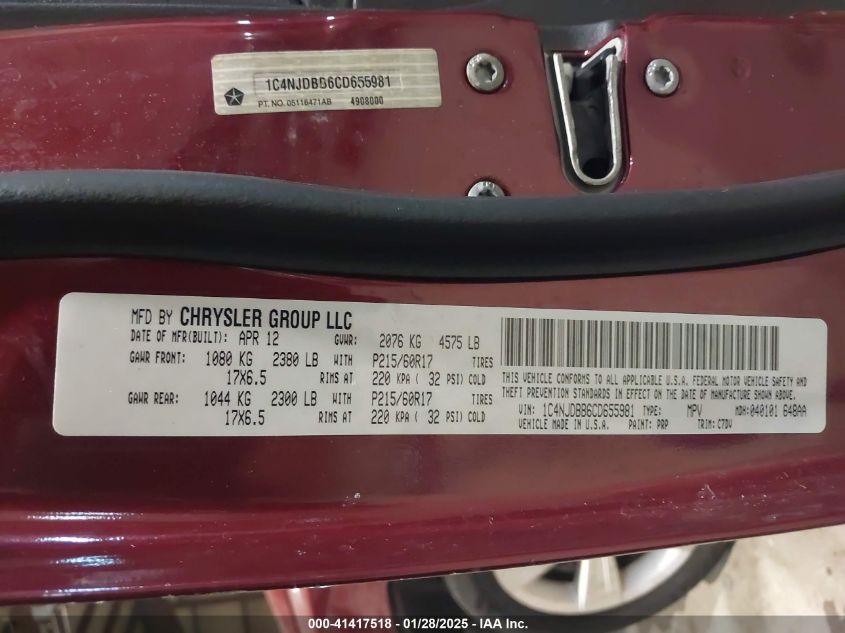 1C4NJDBB6CD655981
PT. NO. 05116471AB 4908000
MFD BY CHRYSLER GROUP LLC
DATE OF MFR(BUILT): APR 12 GVWR: 2076 KG 4575 LB
GAWR FRONT: 1080 KG 2380 LB WITH P215/60R17 TIRES
17X6.5 RIMS AT 220 KPA ( 32 PSI) COLD
GAWR REAR: 1044 KG 2300 LB WITH P215/60R17 TIRES
17X6.5 RIMS AT 220 KPA ( 32 PSI) COLD
THIS VEHICLE CONFORMS TO ALL APPLICABLE U.S.A. FEDERAL MOTOR VEHICLE SAFETY AND
THEFT PREVENTION STANDARDS IN EFFECT ON THE DATE OF MANUFACTURE SHOWN ABOVE.
VIN: 1C4NJDBB6CD655981 TYPE: MPV MDH:040101 648AA
VEHICLE MADE IN U.S.A. PAINT: PRP TRIM: C7DV
000-41417518 - 01/28/2025 - IAA Inc.